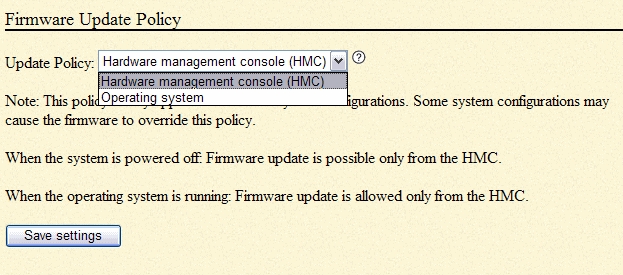 Firmware Update Policy
Update Policy: Hardware management console (HMC) ?
Hardware management console (HMC)
Operating system
Note: This polic igurations. Some system configurations may
cause the firmware to override this policy.
When the system is powered off: Firmware update is possible only from the HMC.
When the operating system is running: Firmware update is allowed only from the HMC.
Save settings